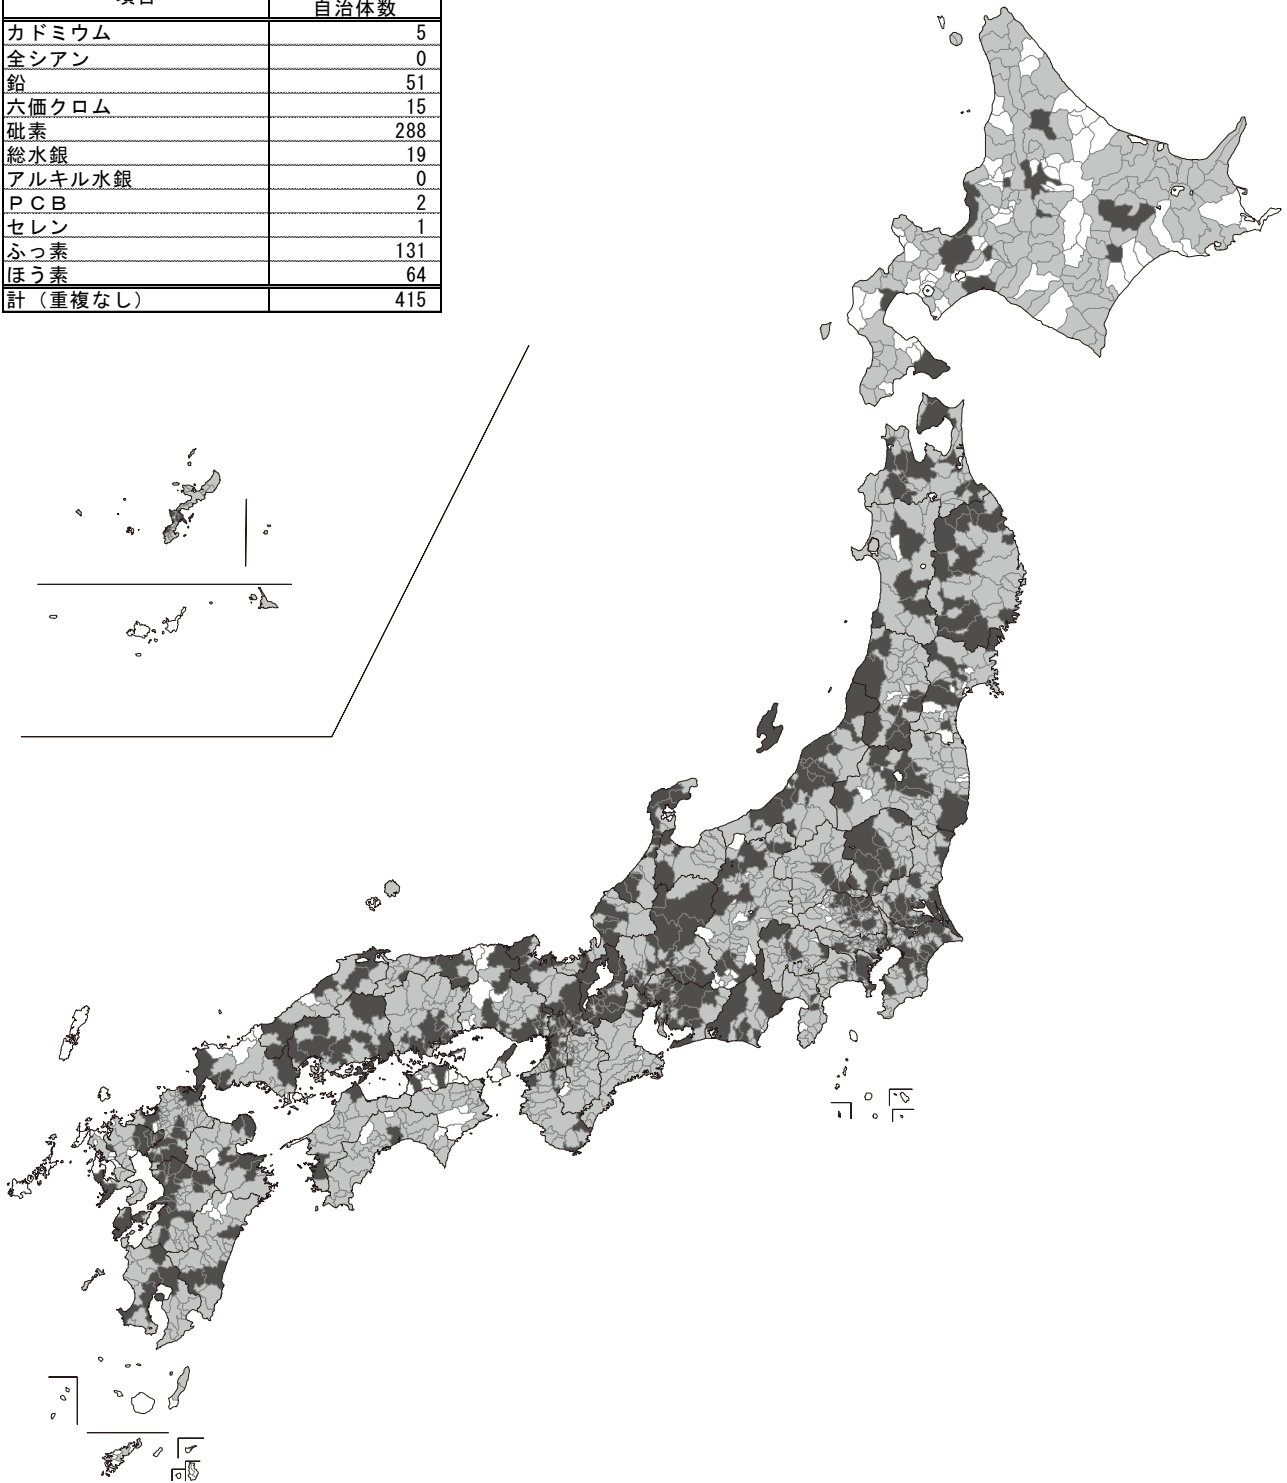 項目
自治体数
カドミウム 5
全シアン 0
鉛 51
六価クロム 15
砒素 288
総水銀 19
アルキル水銀 0
ＰＣＢ 2
セレン 1
ふっ素 131
ほう素 64
計（重複なし） 415